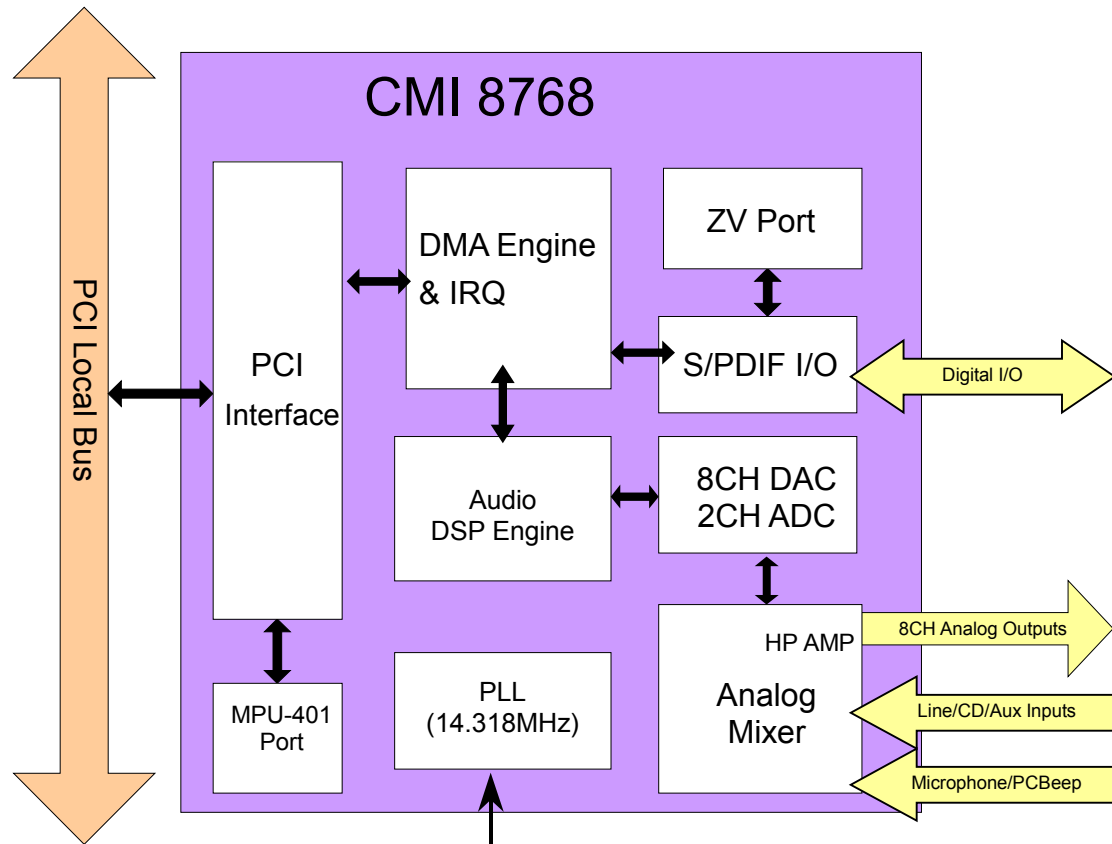 CMI 8768
PCI Local Bus
PCI
Interface
DMA Engine
& IRQ
ZV Port
S/PDIF I/O
Digital I/O
Audio
DSP Engine
8CH DAC
2CH ADC
HP AMP
Analog
Mixer
8CH Analog Outputs
Line/CD/Aux Inputs
Microphone/PCBeep
MPU-401
Port
PLL
(14.318MHz)